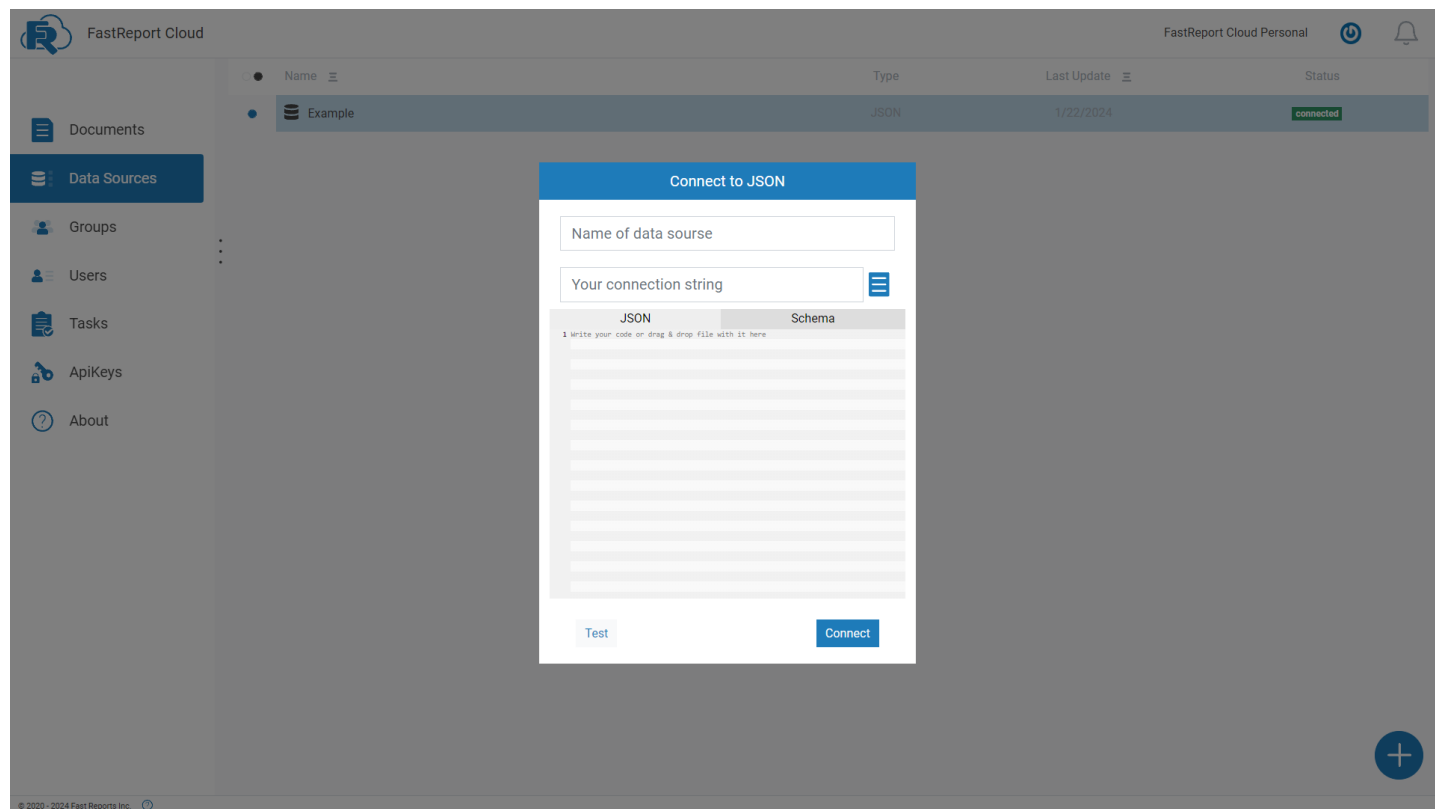 FastReport Cloud
FastReport Cloud Personal
Name
Type
Last Update
Status
Example
JSON
1/22/2024
connected
Documents
Data Sources
Groups
Users
Tasks
ApiKeys
About
Connect to JSON
Name of data sourse
Your connection string
JSON
Schema
1 Write your code or drag & drop file with it here
Test
Connect
© 2020 - 2024 Fast Reports Inc.